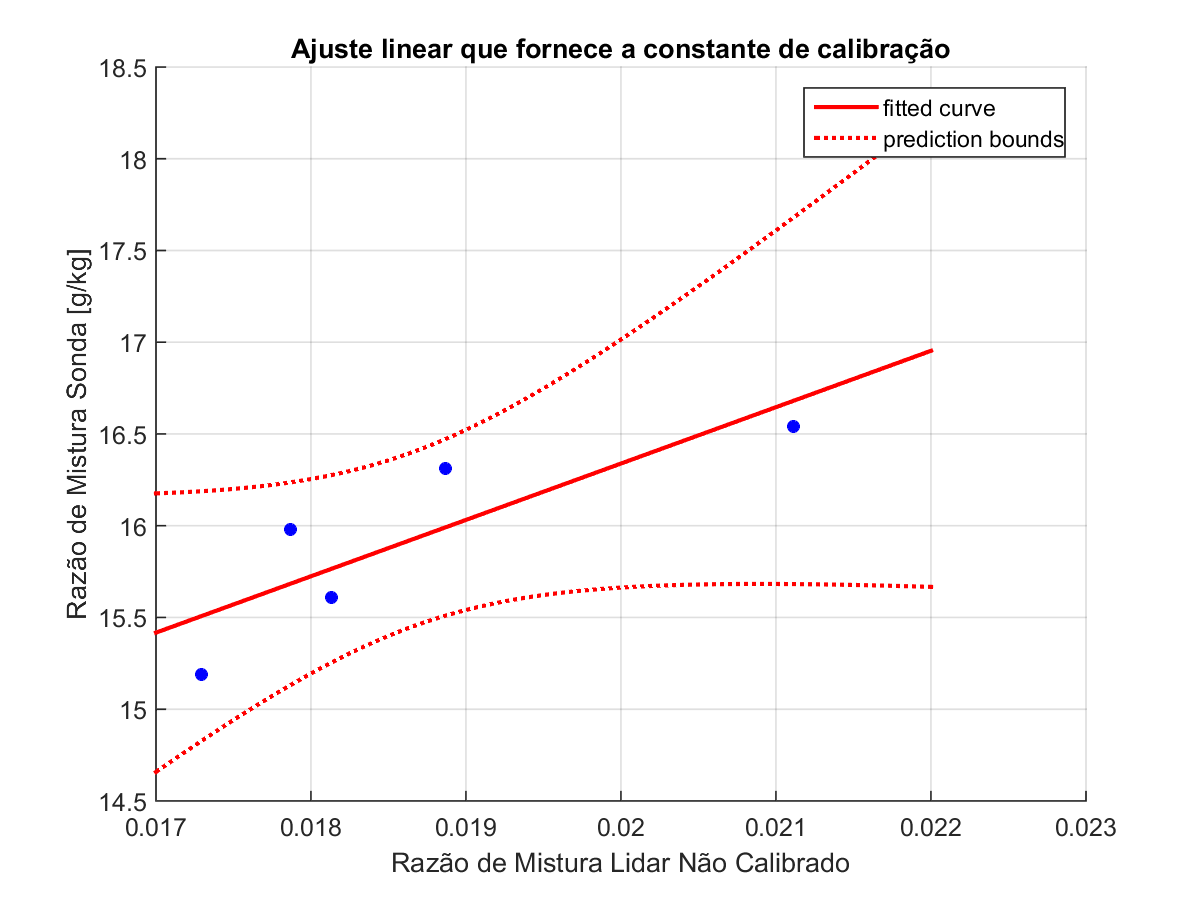 Ajuste linear que fornece a constante de calibração
fitted curve
prediction bounds
Razão de Mistura Sonda [g/kg]
18.5
18
17.5
17
16.5
16
15.5
15
14.5
0.017 0.018 0.019 0.02 0.021 0.022 0.023
Razão de Mistura Lidar Não Calibrado